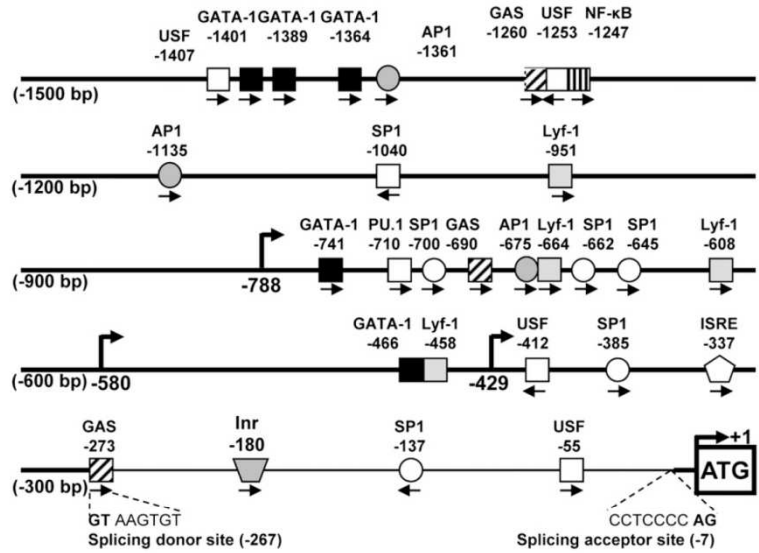 GATA-1 GATA-1 GATA-1 AP1 GAS USF NF-κB
USF -1401 -1389 -1364 -1361 -1260 -1253 -1247
-1407
(-1500 bp)
AP1 SP1 Lyf-1
-1135 -1040 -951
(-1200 bp)
GATA-1 PU.1 SP1 GAS AP1 Lyf-1 SP1 SP1 Lyf-1
-741 -710 -700 -690 -675 -664 -662 -645 -608
(-900 bp) -788
GATA-1 Lyf-1 USF SP1 ISRE
-466 -458 -412 -385 -337
(-600 bp) -580 -429
GAS Inr SP1 USF
-273 -180 -137 -55 +1
ATG
(-300 bp)
GT AAGTGT CCTCCCC AG
Splicing donor site (-267) Splicing acceptor site (-7)